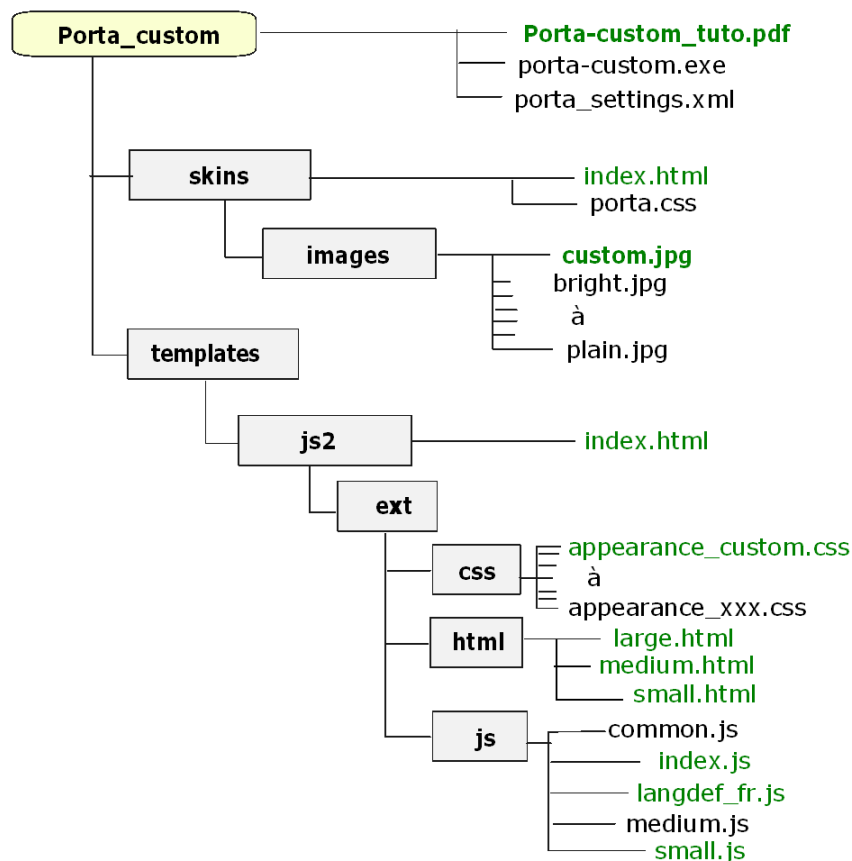 Porta_custom
Porta-custom_tuto.pdf
porta-custom.exe
porta_settings.xml
skins
index.html
porta.css
images
custom.jpg
bright.jpg
à
plain.jpg
templates
js2
index.html
ext
css
appearance_custom.css
à
appearance_xxx.css
html
large.html
medium.html
small.html
js
common.js
index.js
langdef_fr.js
medium.js
small.js